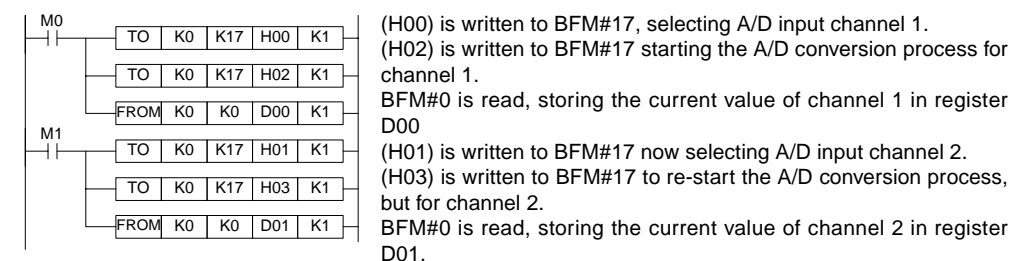 M0
TO K0 K17 H00 K1
TO K0 K17 H02 K1
FROM K0 K0 D00 K1
M1
TO K0 K17 H01 K1
TO K0 K17 H03 K1
FROM K0 K0 D01 K1
(H00) is written to BFM#17, selecting A/D input channel 1.
(H02) is written to BFM#17 starting the A/D conversion process for
channel 1.
BFM#0 is read, storing the current value of channel 1 in register
D00
(H01) is written to BFM#17 now selecting A/D input channel 2.
(H03) is written to BFM#17 to re-start the A/D conversion process,
but for channel 2.
BFM#0 is read, storing the current value of channel 2 in register
D01.